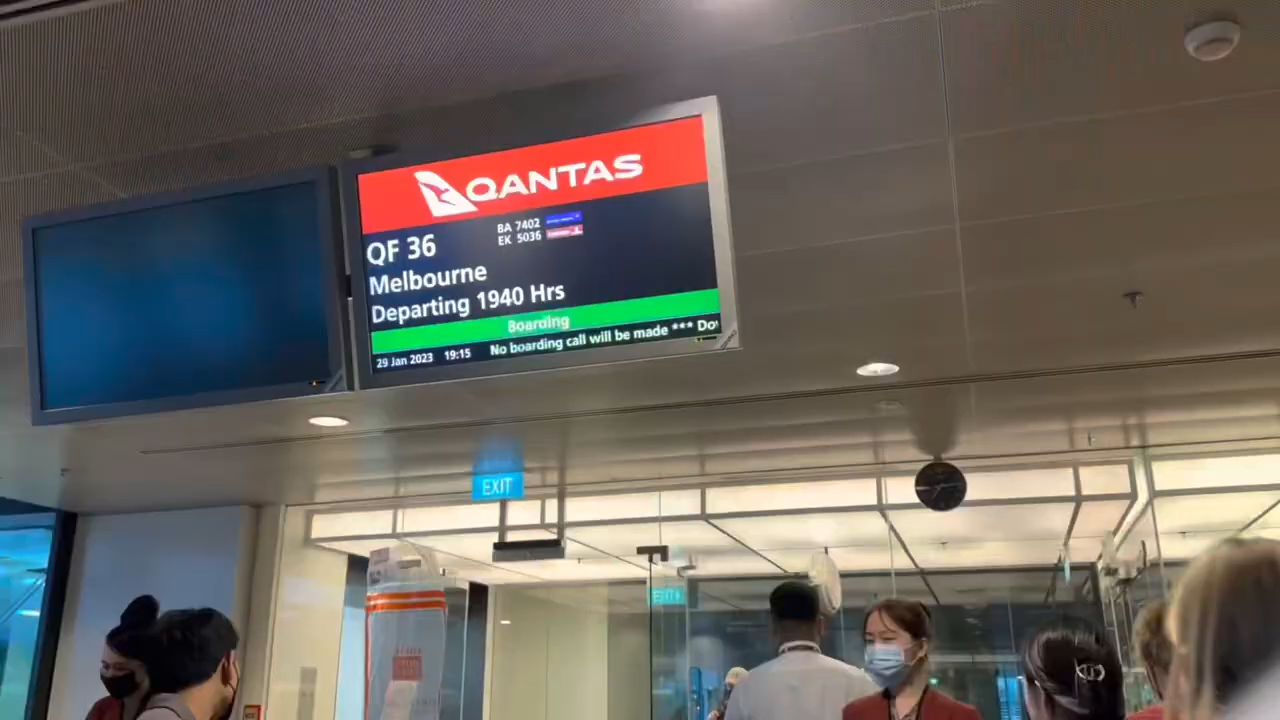 QANTAS
QF 36
BA 7402
EK 5036
Melbourne
Departing 1940 Hrs
Boarding
29 Jan 2023 19:15 No boarding call will be made *** Do
EXIT
EXIT